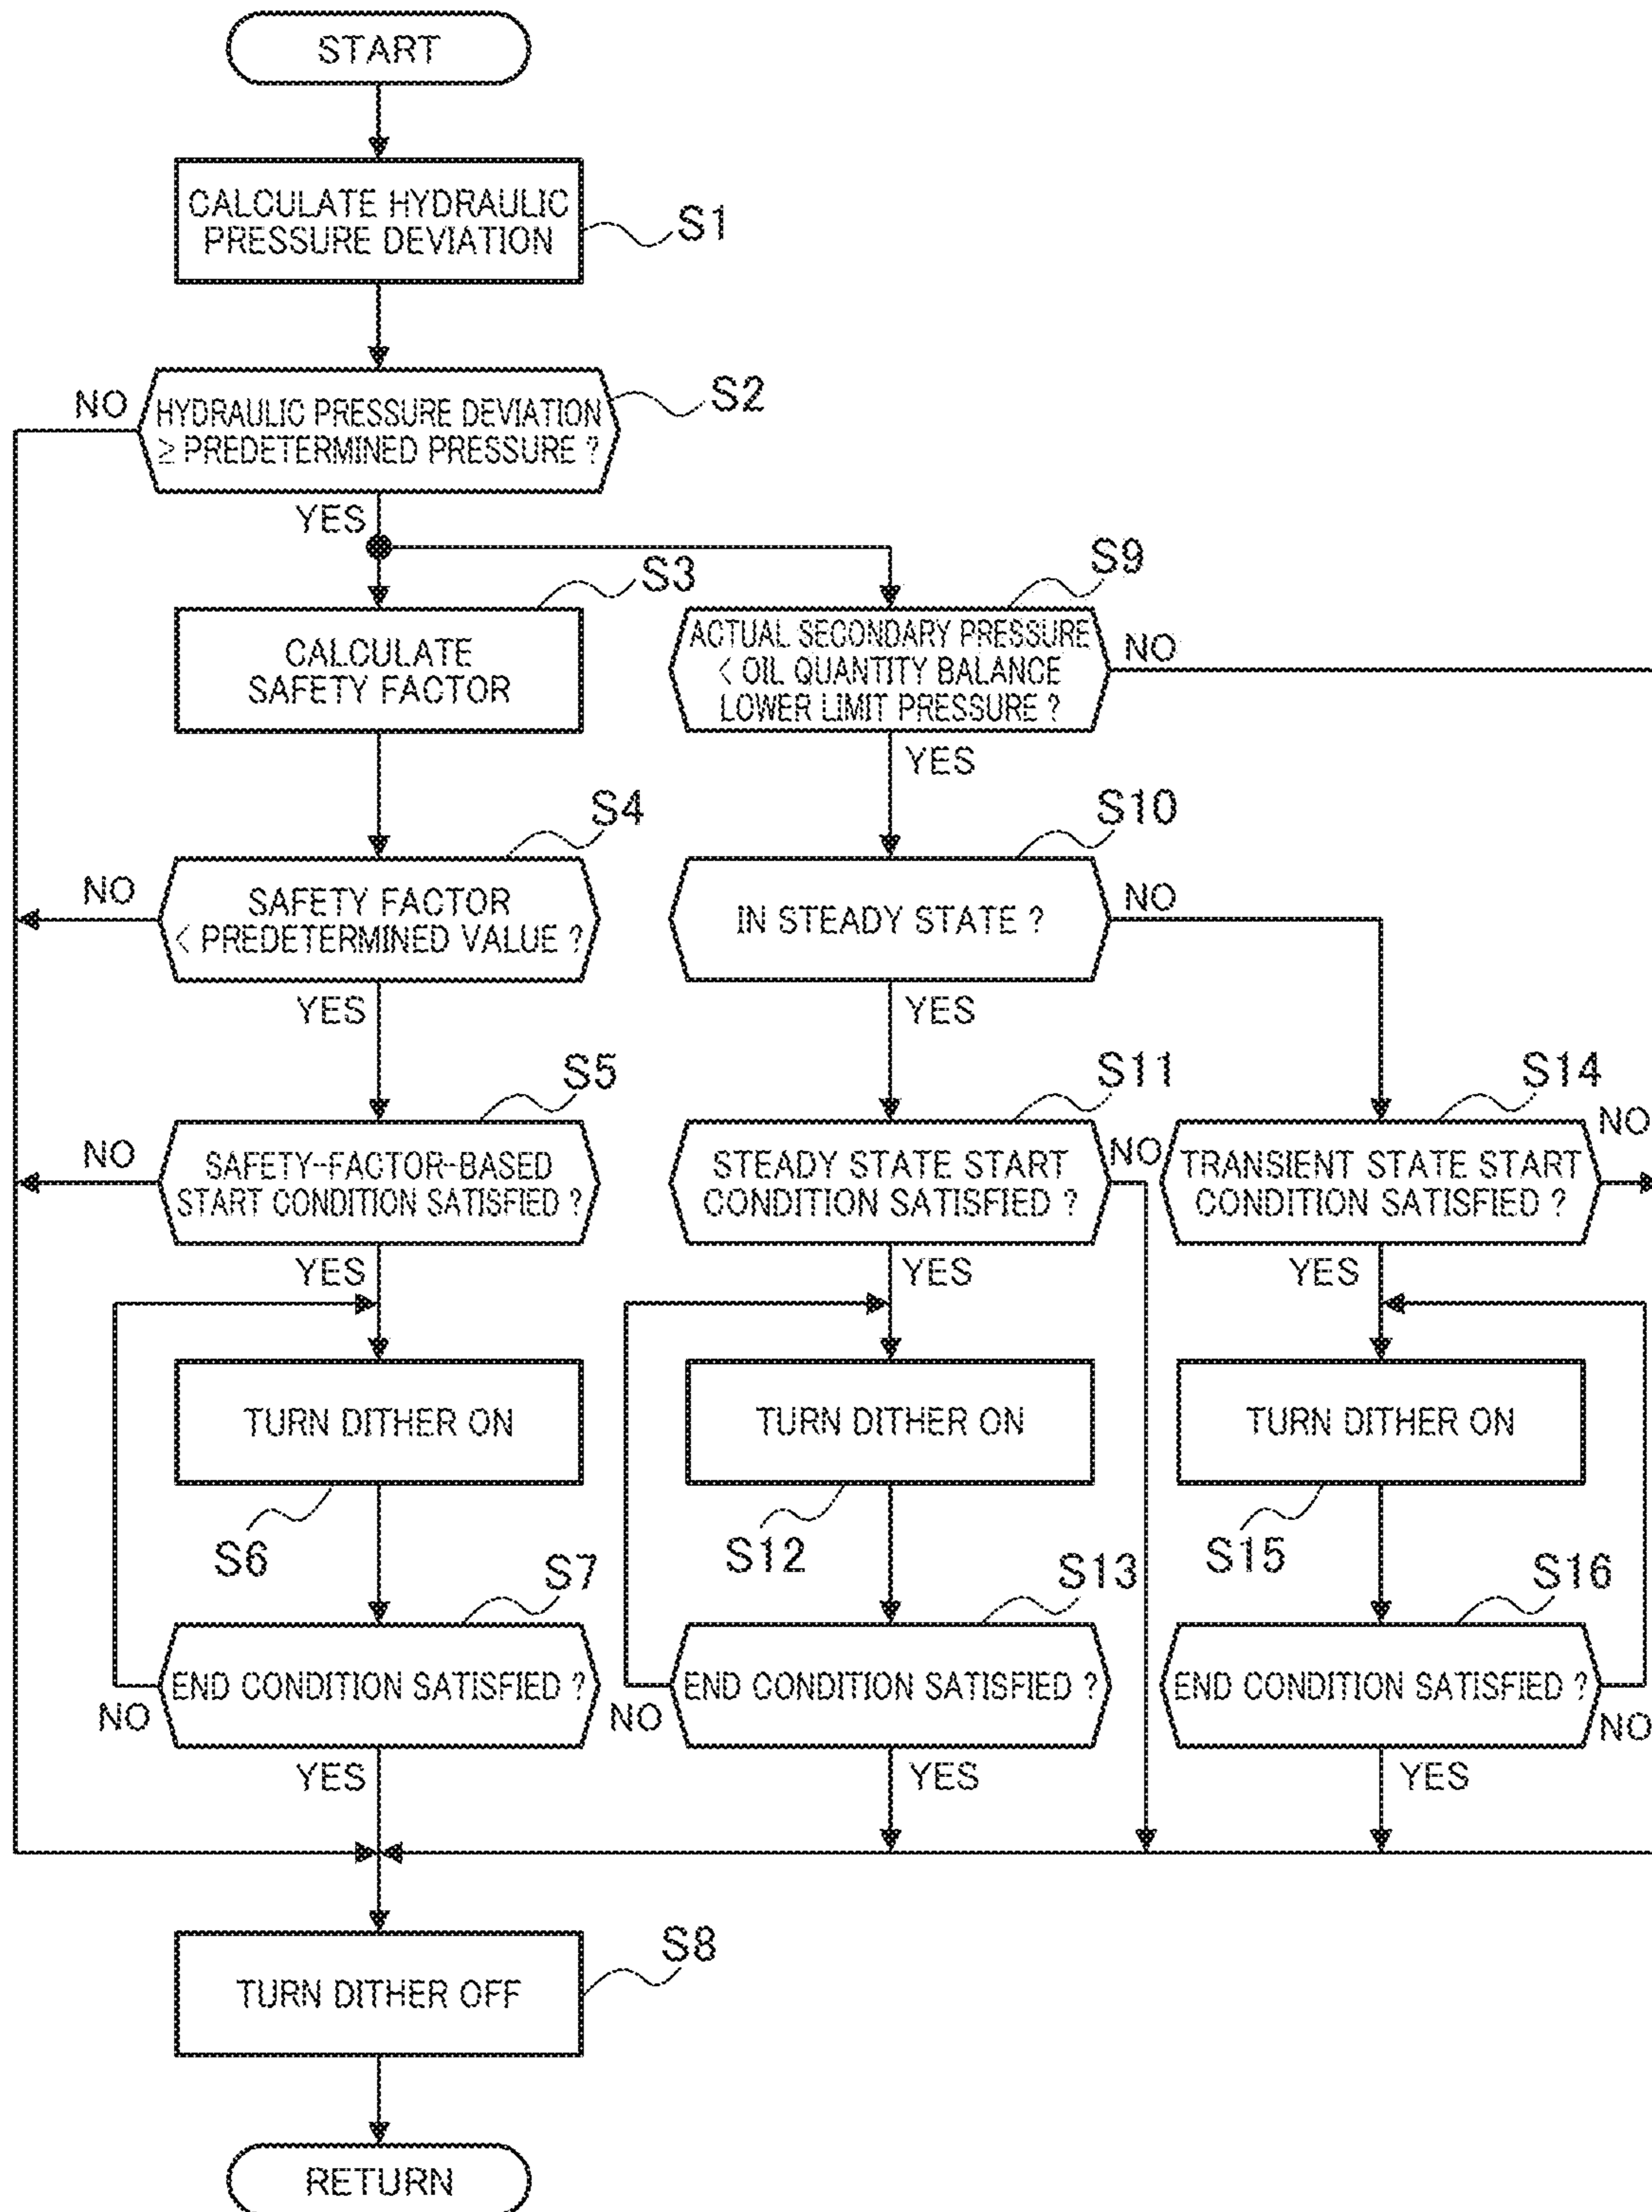 START
CALCULATE HYDRAULIC
PRESSURE DEVIATION
S1
NO
HYDRAULIC PRESSURE DEVIATION
≥ PREDETERMINED PRESSURE ?
S2
YES
S3
CALCULATE
SAFETY FACTOR
S9
ACTUAL SECONDARY PRESSURE
< OIL QUANTITY BALANCE
LOWER LIMIT PRESSURE ?
NO
YES
S4
NO
SAFETY FACTOR
< PREDETERMINED VALUE ?
YES
S10
IN STEADY STATE ?
NO
YES
S5
NO
SAFETY-FACTOR-BASED
START CONDITION SATISFIED ?
YES
S11
STEADY STATE START
CONDITION SATISFIED ?
NO
YES
S14
TRANSIENT STATE START
CONDITION SATISFIED ?
NO
YES
TURN DITHER ON
S6
TURN DITHER ON
S12
TURN DITHER ON
S15
S7
END CONDITION SATISFIED ?
NO
YES
S13
END CONDITION SATISFIED ?
NO
YES
S16
END CONDITION SATISFIED ?
NO
YES
TURN DITHER OFF
S8
RETURN